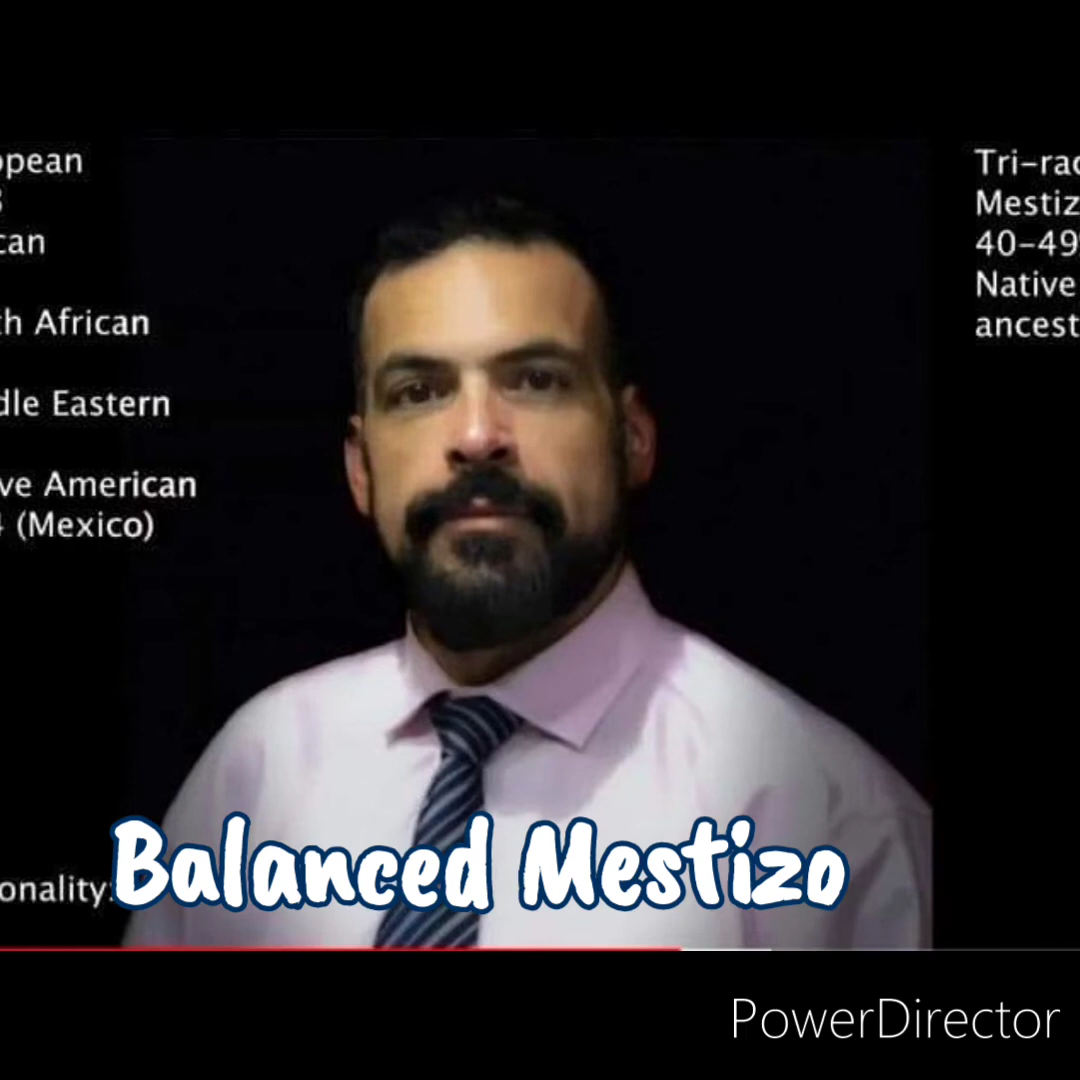 opean
can
th African
dle Eastern
ve American
4 (Mexico)
Tri-rac
Mestiz
40-49
Native
ancest
onality:
Balanced Mestizo
PowerDirector